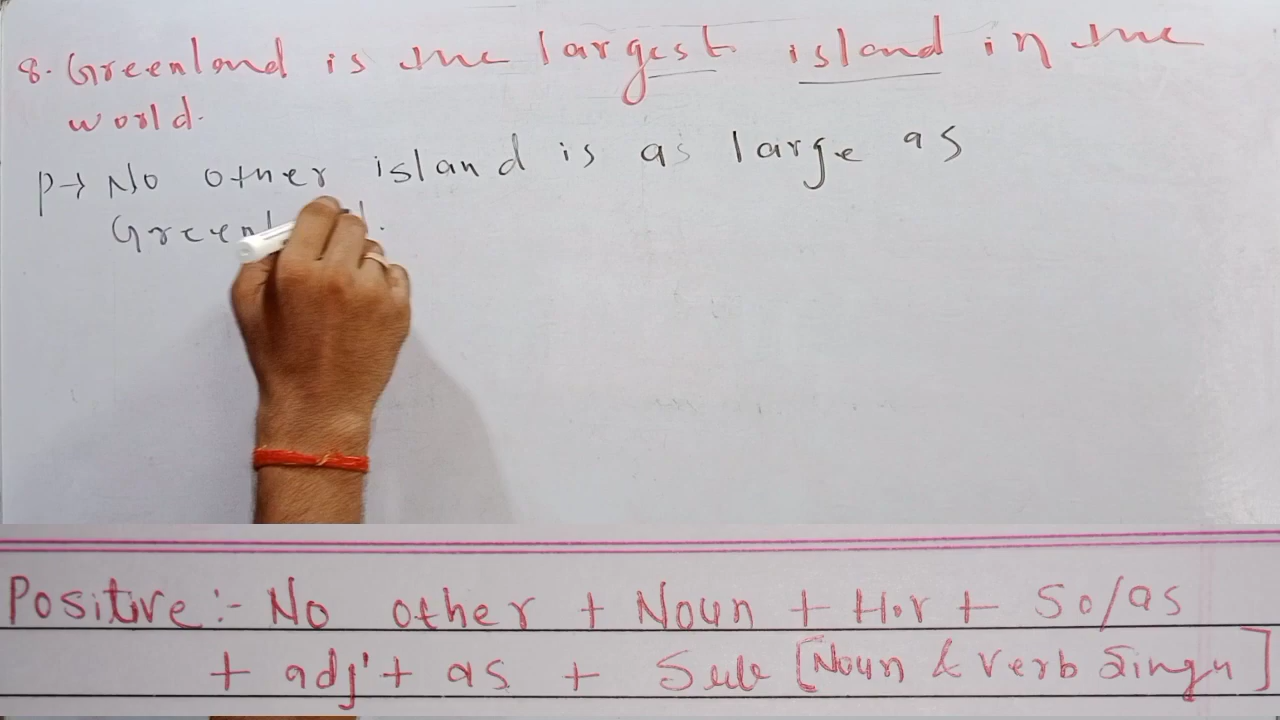 8. Greenland is the largest island in the
world.
P→ No other island is as large as
Positive :- No other + Noun + H.v + So/as
+ adj + as + Sub [Noun & Verb Singu]